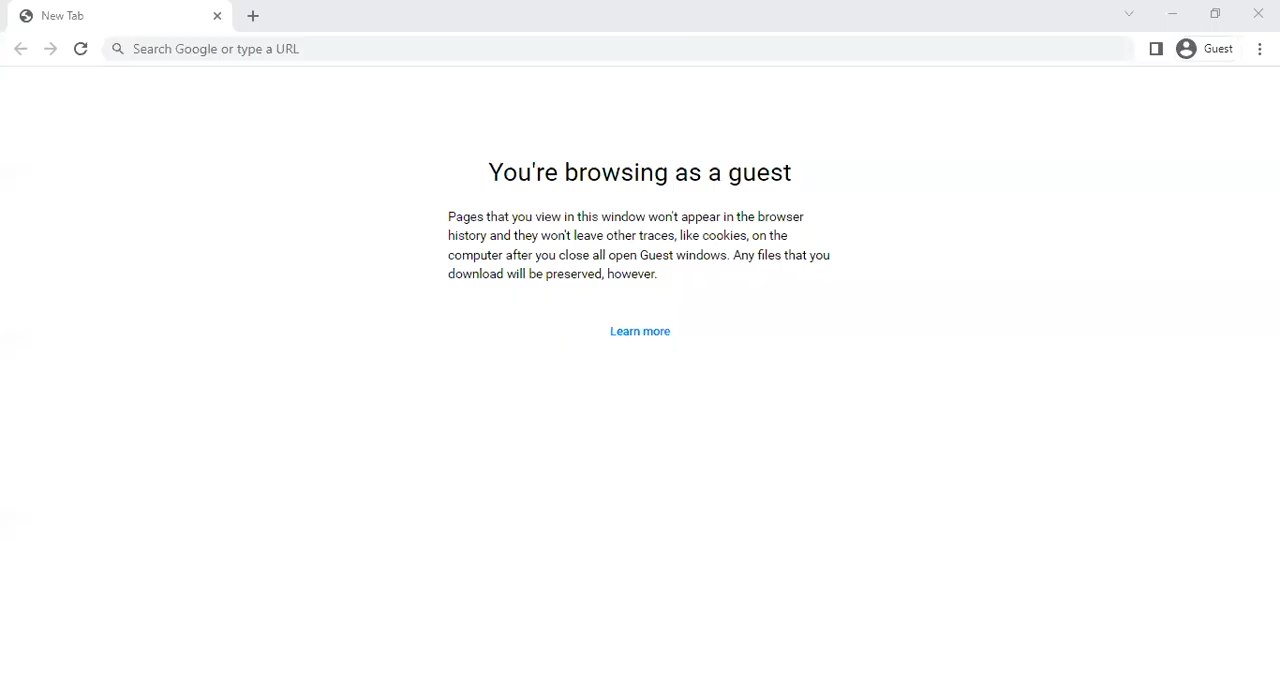 New Tab
Search Google or type a URL
Guest
You're browsing as a guest
Pages that you view in this window won't appear in the browser
history and they won't leave other traces, like cookies, on the
computer after you close all open Guest windows. Any files that you
download will be preserved, however.
Learn more